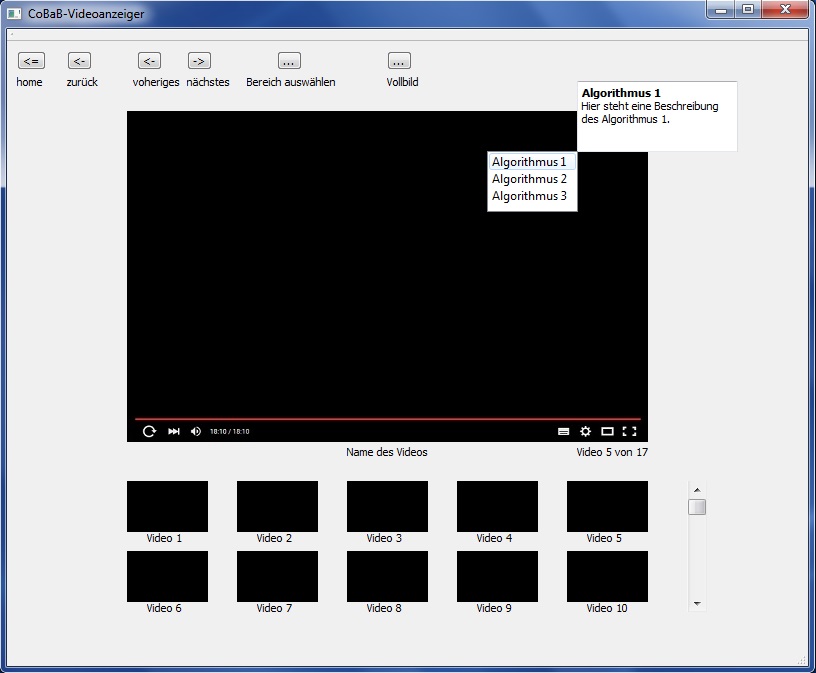 CoBaB-Videoanzeiger
<= <- <- -> ... ...
home zurück voheriges nächstes Bereich auswählen Vollbild
Algorithmus 1
Hier steht eine Beschreibung
des Algorithmus 1.
Algorithmus 1
Algorithmus 2
Algorithmus 3
18:10 / 18:10
Name des Videos Video 5 von 17
Video 1 Video 2 Video 3 Video 4 Video 5
Video 6 Video 7 Video 8 Video 9 Video 10